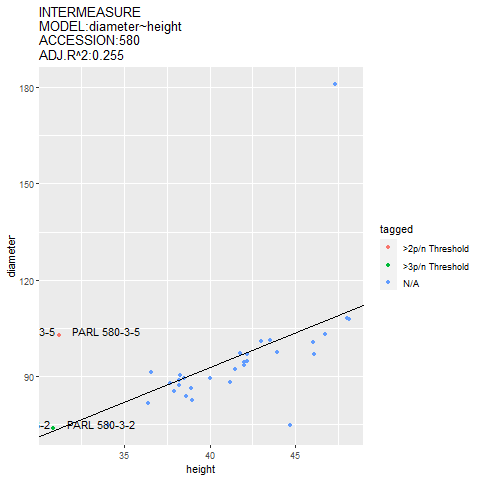 INTERMEASURE
MODEL:diameter~height
ACCESSION:580
ADJ.R^2:0.255
180
150
120
90
diameter
3-5 PARL 580-3-5
-2 PARL 580-3-2
35 40 45
height
tagged
>2p/n Threshold
>3p/n Threshold
N/A